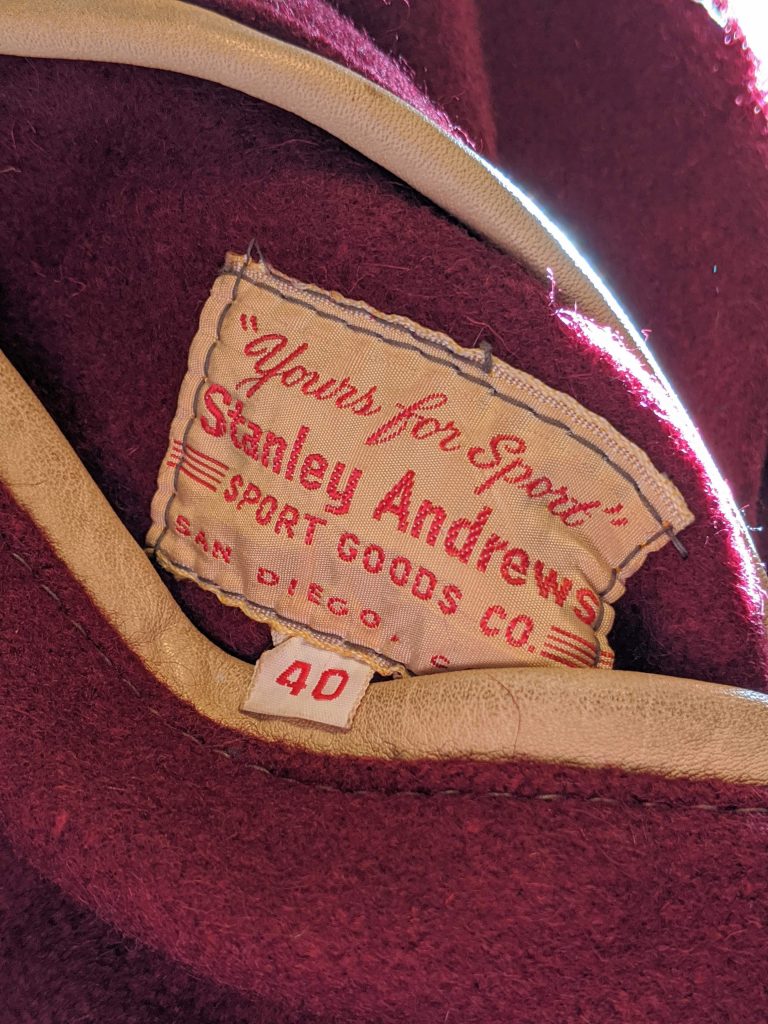 "Yours for Sport"
Stanley Andrews
SPORT GOODS CO.
SAN DIEGO,
40